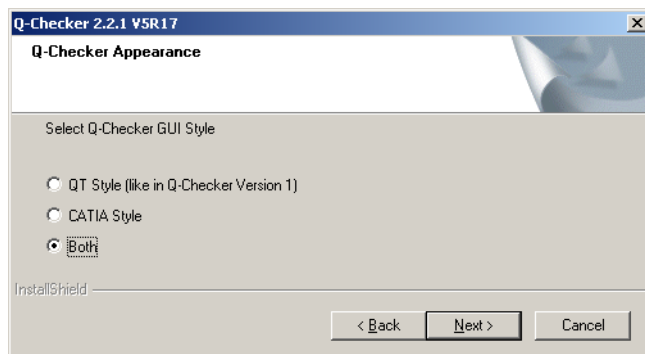 Q-Checker 2.2.1 V5R17
Q-Checker Appearance
Select Q-Checker GUI Style
QT Style (like in Q-Checker Version 1)
CATIA Style
Both
InstallShield
< Back
Next >
Cancel